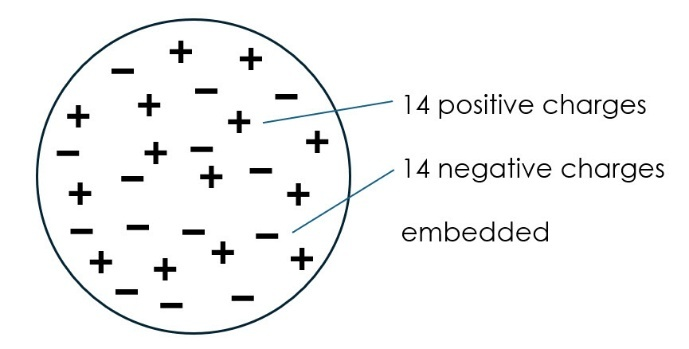 14 positive charges
14 negative charges
embedded